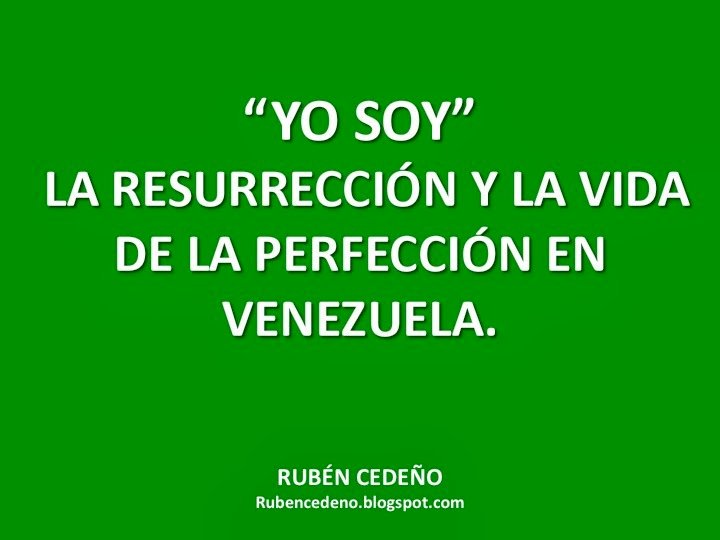 “YO SOY”
LA RESURRECCIÓN Y LA VIDA
DE LA PERFECCIÓN EN
VENEZUELA.
RUBÉN CEDEÑO
Rubencedeno.blogspot.com